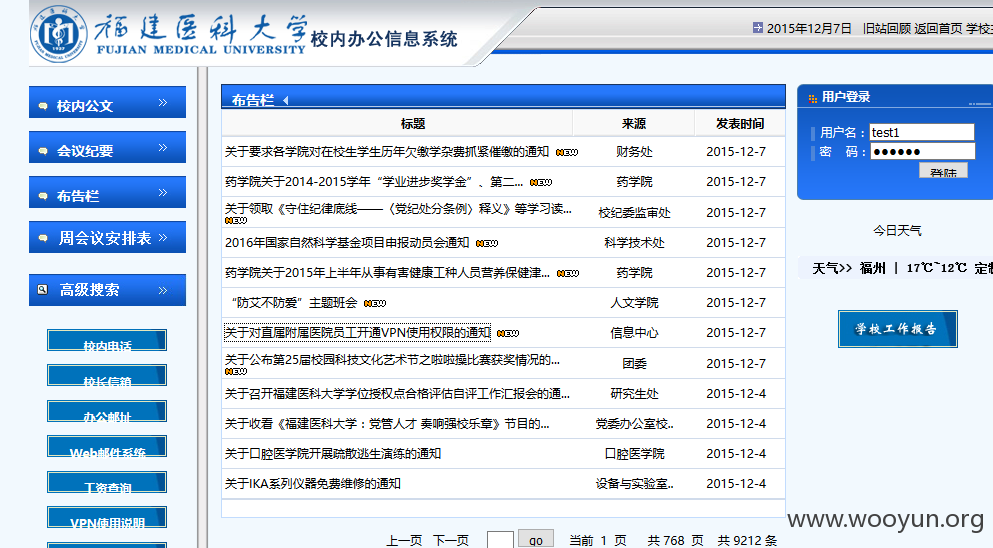 福建医科大学
FUJIAN MEDICAL UNIVERSITY
校内办公信息系统
2015年12月7日 旧站回顾 返回首页 学校主
校内公文
会议纪要
布告栏
周会议安排表
高级搜索
校内电话
校长信箱
办公邮址
Web邮件系统
工资查询
VPN使用说明
布告栏
标题 来源 发表时间
关于要求各学院对在校生学生历年欠缴学杂费抓紧催缴的通知 NEW 财务处 2015-12-7
药学院关于2014-2015学年“学业进步奖学金”、第二... NEW 药学院 2015-12-7
关于领取《守住纪律底线——〈党纪处分条例〉释义》等学习读... NEW 校纪委监审处 2015-12-7
2016年国家自然科学基金项目申报动员会通知 NEW 科学技术处 2015-12-7
药学院关于2015年上半年从事有害健康工种人员营养保健津... NEW 药学院 2015-12-7
“防艾不防爱”主题班会 NEW 人文学院 2015-12-7
关于对直属附属医院员工开通VPN使用权限的通知 NEW 信息中心 2015-12-7
关于公布第25届校园科技文化艺术节之啦啦操比赛获奖情况的... NEW 团委 2015-12-7
关于召开福建医科大学学位授权点合格评估自评工作汇报会的通... 研究生处 2015-12-4
关于收看《福建医科大学：党管人才 奏响强校乐章》节目的... 党委办公室校.. 2015-12-4
关于口腔医学院开展疏散逃生演练的通知 口腔医学院 2015-12-4
关于IKA系列仪器免费维修的通知 设备与实验室.. 2015-12-4
上一页 下一页 go 当前 1 页 共 768 页 共 9212 条
用户登录
用户名：test1
密 码：●●●●●●
登陆
今日天气
天气>> 福州 | 17℃~12℃ 定制
学校工作报告
www.wooyun.org